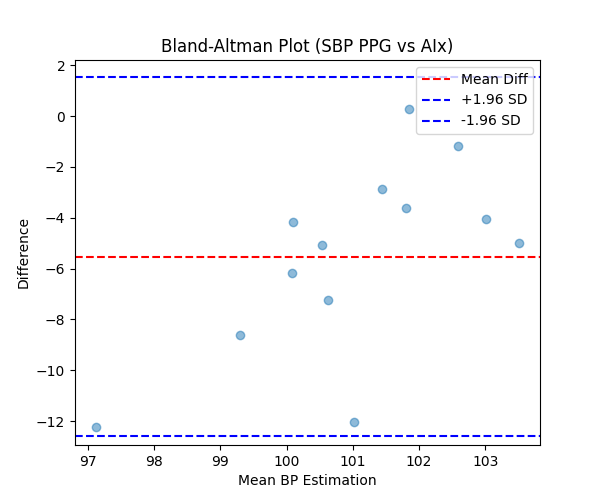 Bland-Altman Plot (SBP PPG vs AIx)
2
0
−2
−4
−6
−8
−10
−12
Difference
Mean Diff
+1.96 SD
-1.96 SD
97 98 99 100 101 102 103
Mean BP Estimation